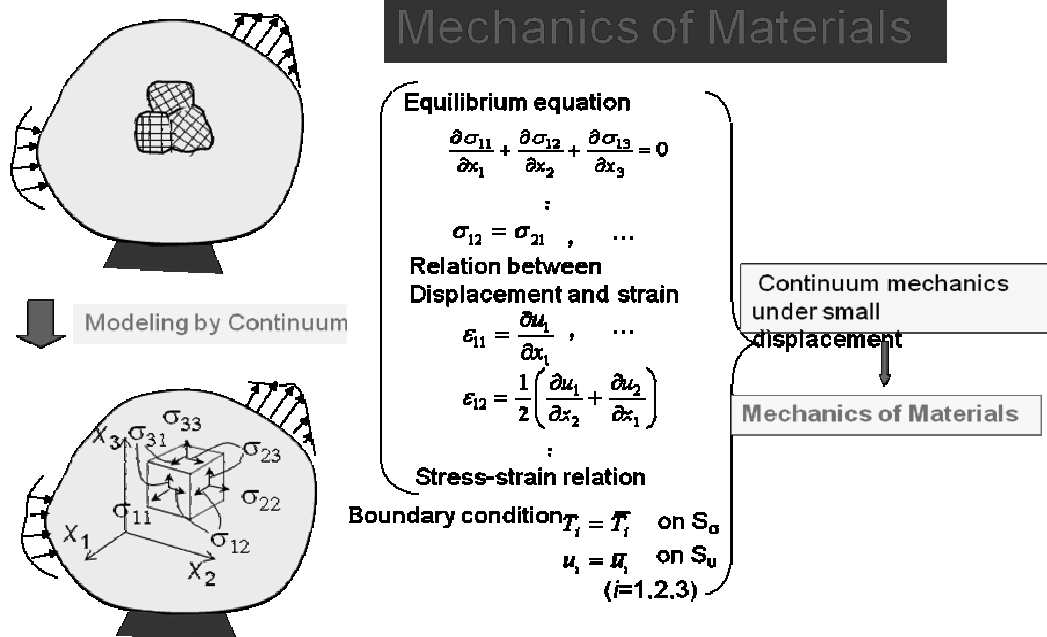 Mechanics of Materials
Equilibrium equation
∂σ₁₁/∂x₁ + ∂σ₁₂/∂x₂ + ∂σ₁₃/∂x₃ = 0
:
σ₁₂ = σ₂₁ , ...
Relation between
Displacement and strain
ε₁₁ = ∂u₁/∂x₁ , ...
ε₁₂ = 1/2 (∂u₁/∂x₂ + ∂u₂/∂x₁)
:
Stress-strain relation
Boundary condition T̄ᵢ = T̄ᵢ on Sσ
uᵢ = ūᵢ on Su
(i=1.2.3)
Continuum mechanics
under small
displacement
Mechanics of Materials
Modeling by Continuum
σ₃₃
X₃ σ₃₁
σ₂₃
σ₂₂
σ₁₁
X₁
σ₁₂
X₂